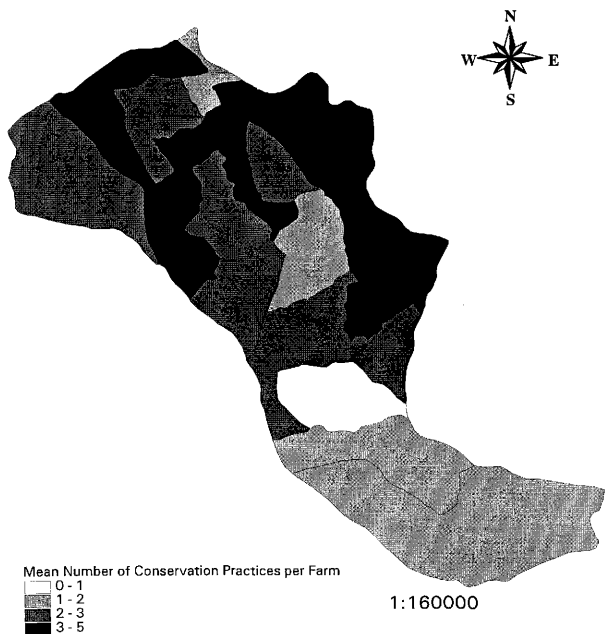 N
W E
S
Mean Number of Conservation Practices per Farm
0 - 1
1 - 2
2 - 3
3 - 5
1:160000